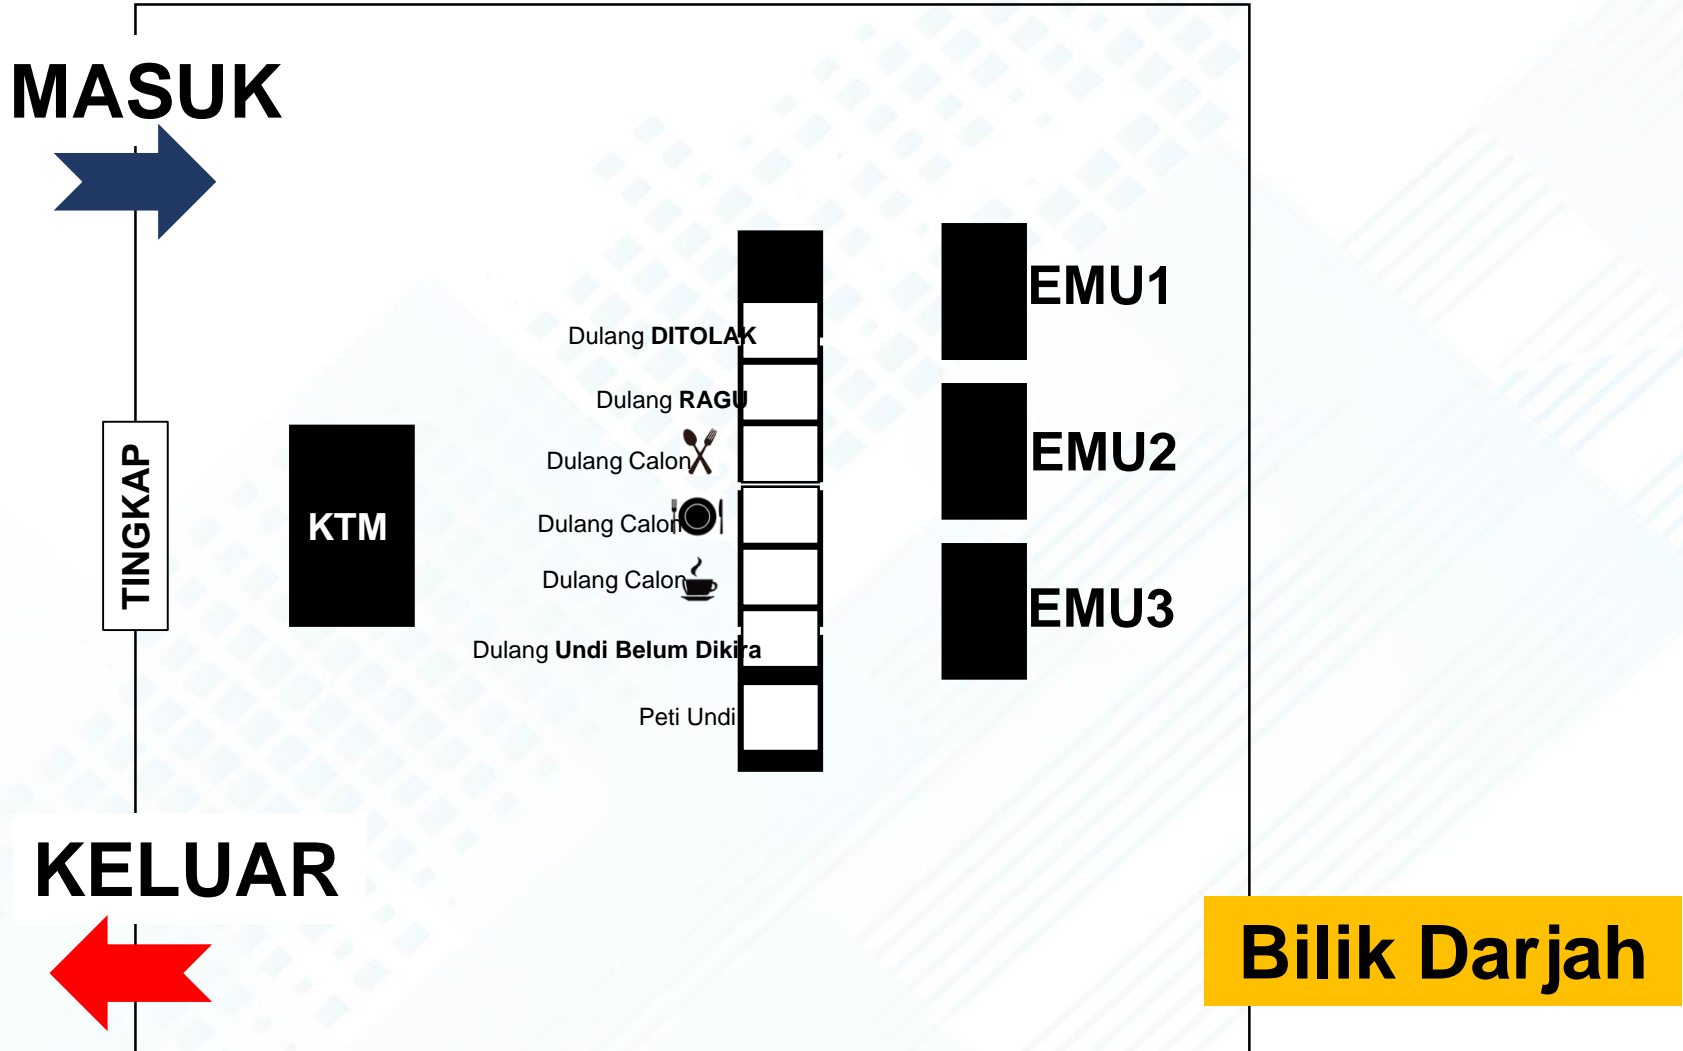 MASUK
EMU1
Dulang DITOLAK
Dulang RAGU
EMU2
Dulang Calon
TINGKAP
KTM
Dulang Calon
Dulang Calon
EMU3
Dulang Undi Belum Dikira
Peti Undi
KELUAR
Bilik Darjah